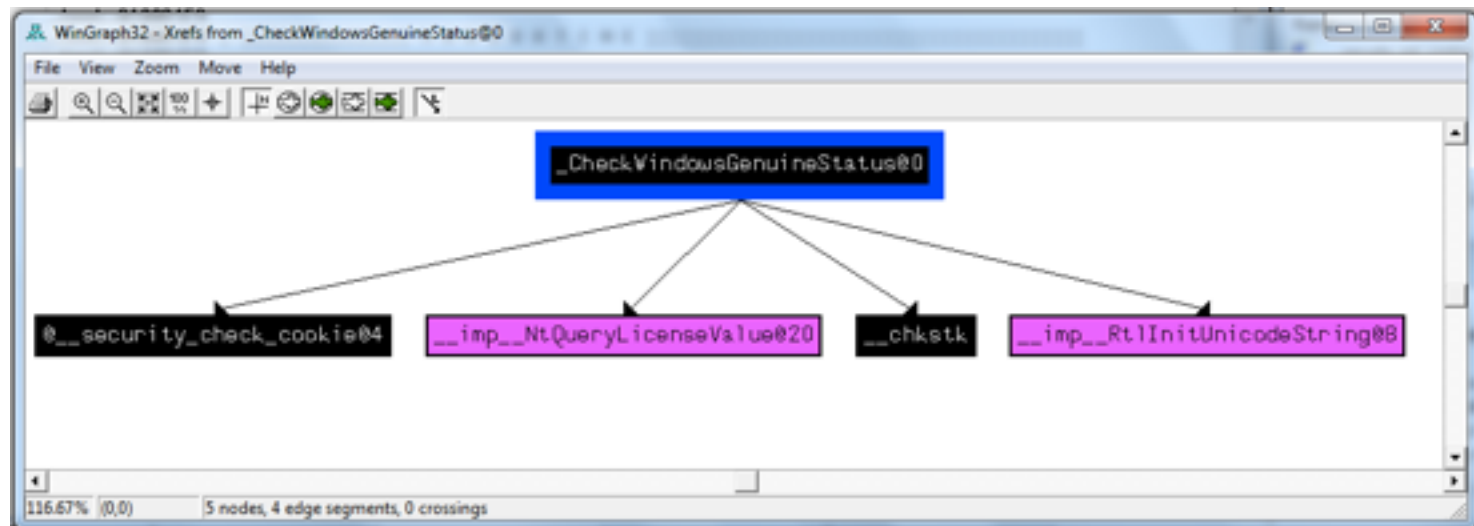 WinGraph32 - Xrefs from _CheckWindowsGenuineStatus@0
File View Zoom Move Help
100
%
N
_CheckWindowsGenuineStatus@0
@__security_check_cookie@4
__imp__NtQueryLicenseValue@20
__chkstk
__imp__RtlInitUnicodeString@8
116.67% (0,0) 5 nodes, 4 edge segments, 0 crossings